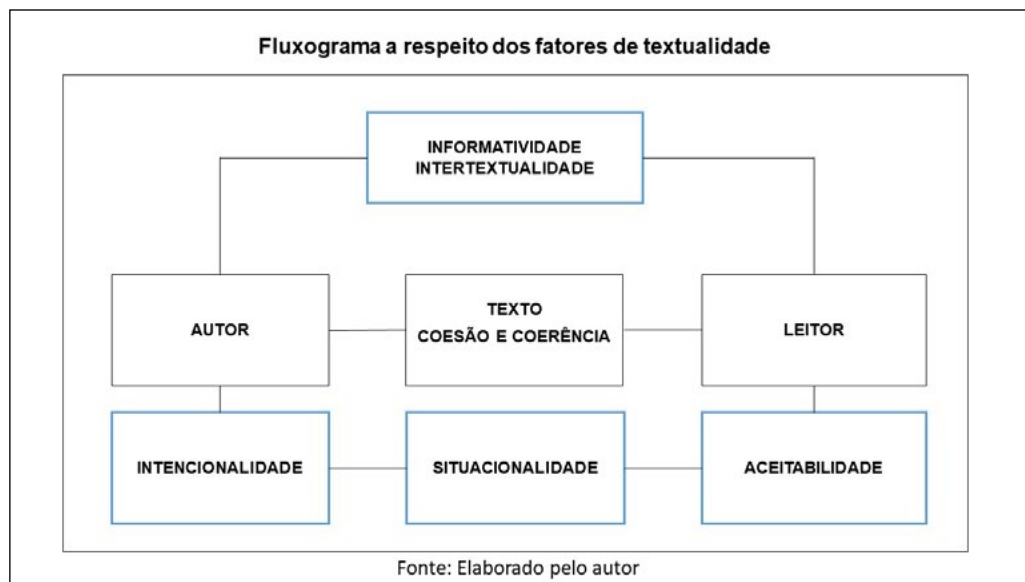 Fluxograma a respeito dos fatores de textualidade
INFORMATIVIDADE
INTERTEXTUALIDADE
AUTOR
TEXTO
COESÃO E COERÊNCIA
LEITOR
INTENCIONALIDADE
SITUACIONALIDADE
ACEITABILIDADE
Fonte: Elaborado pelo autor